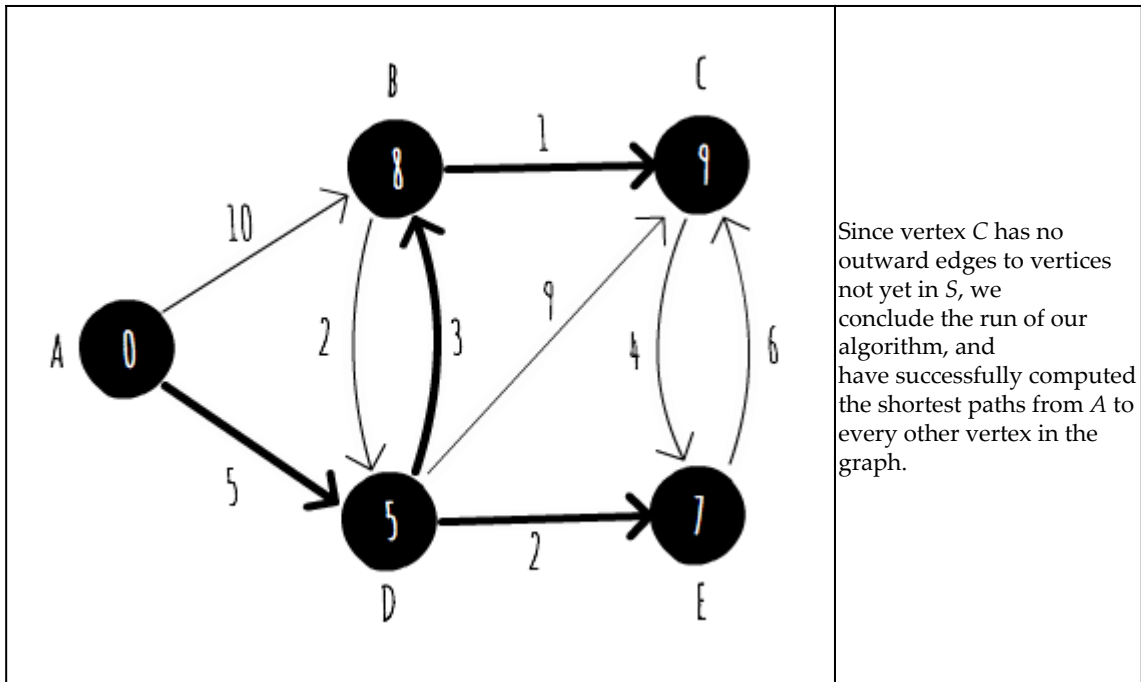 B
C
8
1
9
10
2
3
9
4
6
A
0
5
5
2
7
D
E
Since vertex C has no
outward edges to vertices
not yet in S, we
conclude the run of our
algorithm, and
have successfully computed
the shortest paths from A to
every other vertex in the
graph.